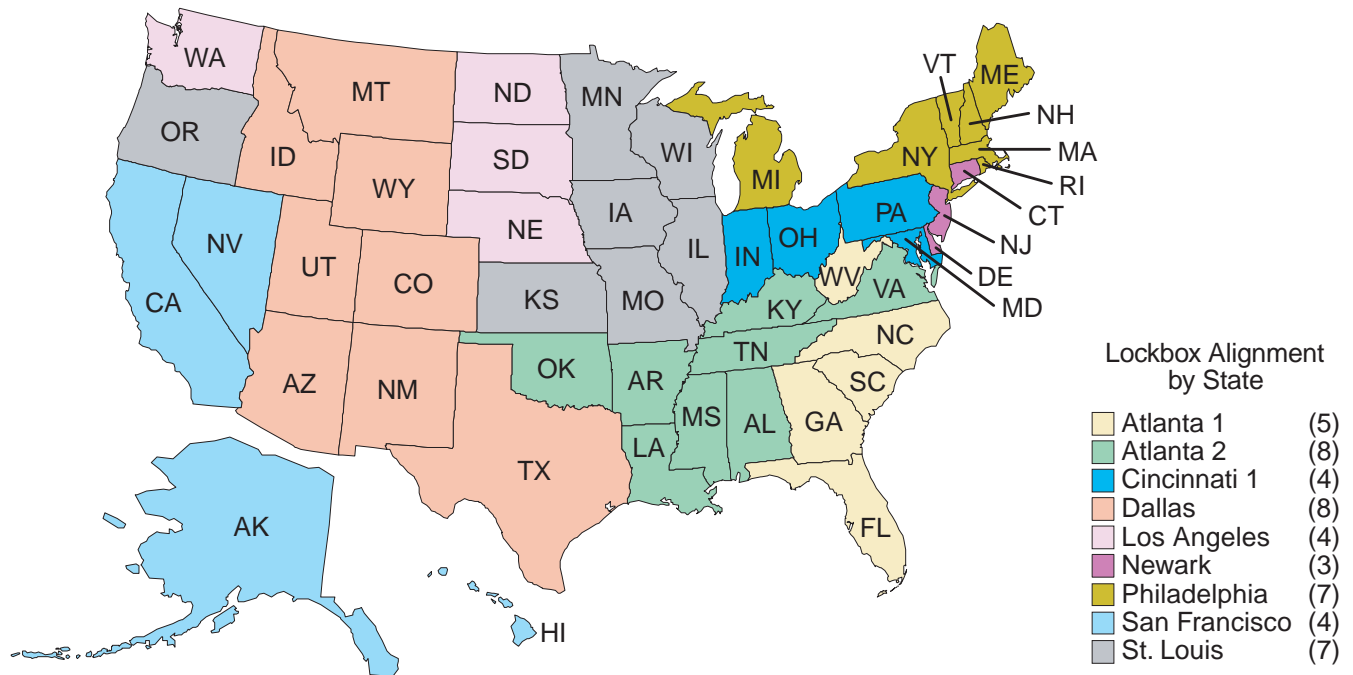 VT
ME
WA
MT
ND
MN
NH
OR
WI
MA
ID
SD
NY
MI
RI
WY
CT
IA
PA
NE
NJ
NV
OH
IL
IN
UT
CO
WV
DE
CA
KS
MO
VA
KY
MD
NC
TN
OK
AR
SC
AZ
NM
MS
AL
GA
LA
TX
FL
AK
HI
Lockbox Alignment
by State
Atlanta 1 (5)
Atlanta 2 (8)
Cincinnati 1 (4)
Dallas (8)
Los Angeles (4)
Newark (3)
Philadelphia (7)
San Francisco (4)
St. Louis (7)